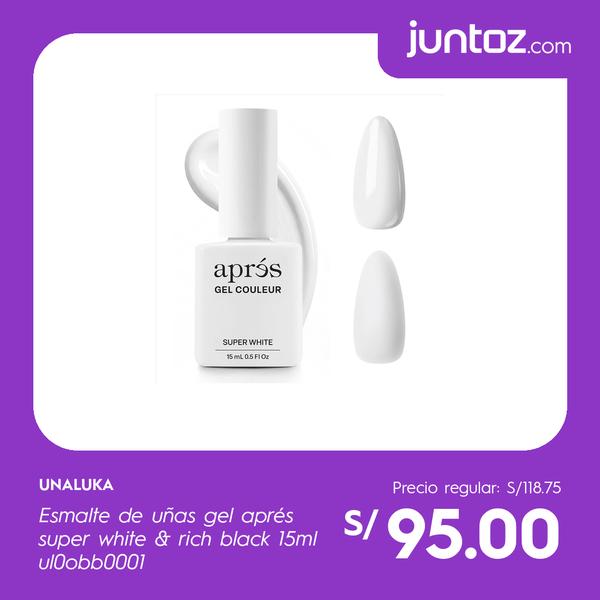 juntoz.com
aprés
GEL COULEUR
SUPER WHITE
15 mL 0.5 Fl Oz
UNALUKA
Esmalte de uñas gel aprés
super white & rich black 15ml
ul0obb0001
Precio regular: S/118.75
S/ 95.00